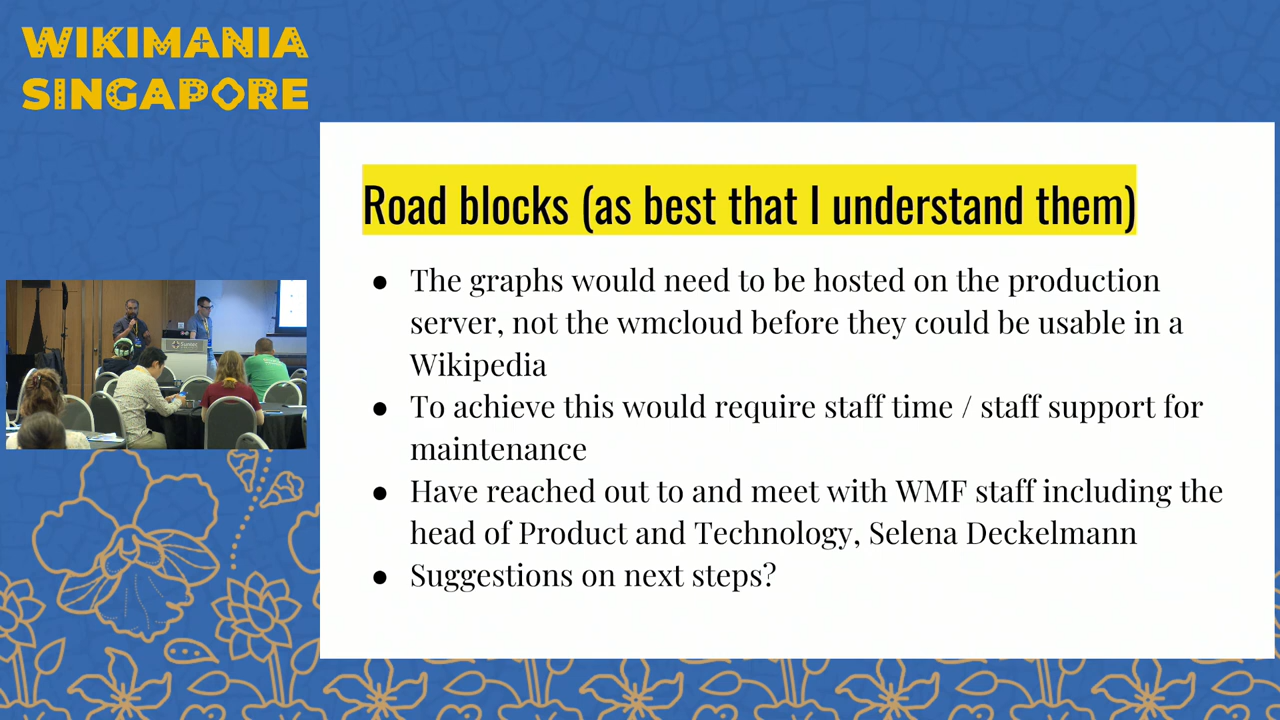 WIKIMANIA
SINGAPORE
Road blocks (as best that I understand them)
● The graphs would need to be hosted on the production
server, not the wmcloud before they could be usable in a
Wikipedia
● To achieve this would require staff time / staff support for
maintenance
● Have reached out to and meet with WMF staff including the
head of Product and Technology, Selena Deckelmann
● Suggestions on next steps?